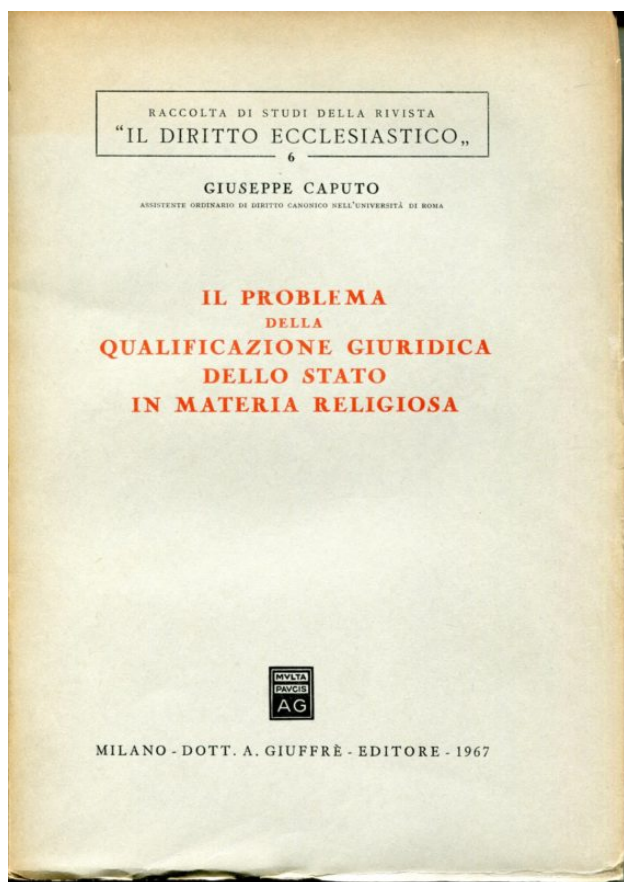 RACCOLTA DI STUDI DELLA RIVISTA
“IL DIRITTO ECCLESIASTICO„
6
GIUSEPPE CAPUTO
ASSISTENTE ORDINARIO DI DIRITTO CANONICO NELL'UNIVERSITÀ DI ROMA
IL PROBLEMA
DELLA
QUALIFICAZIONE GIURIDICA
DELLO STATO
IN MATERIA RELIGIOSA
MVLTA
PAVCIS
AG
MILANO - DOTT. A. GIUFFRÈ - EDITORE - 1967